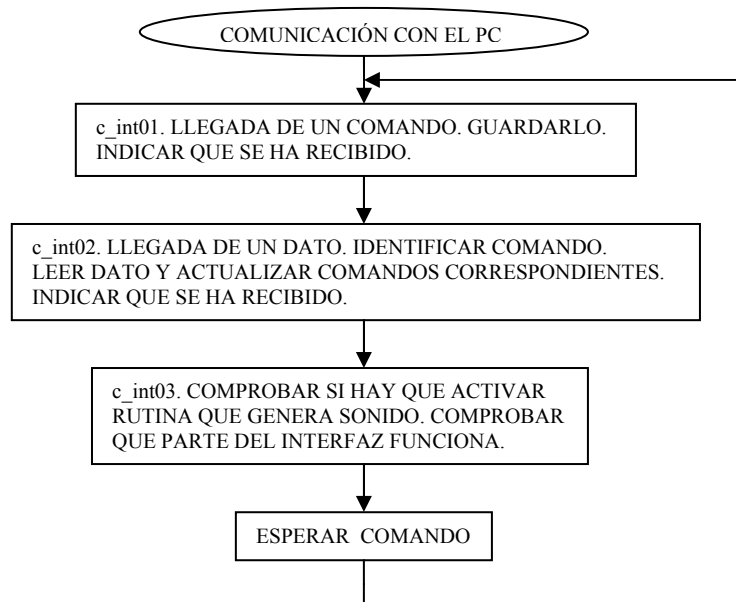 COMUNICACIÓN CON EL PC
c_int01. LLEGADA DE UN COMANDO. GUARDARLO.
INDICAR QUE SE HA RECIBIDO.
c_int02. LLEGADA DE UN DATO. IDENTIFICAR COMANDO.
LEER DATO Y ACTUALIZAR COMANDOS CORRESPONDIENTES.
INDICAR QUE SE HA RECIBIDO.
c_int03. COMPROBAR SI HAY QUE ACTIVAR
RUTINA QUE GENERA SONIDO. COMPROBAR
QUE PARTE DEL INTERFAZ FUNCIONA.
ESPERAR COMANDO